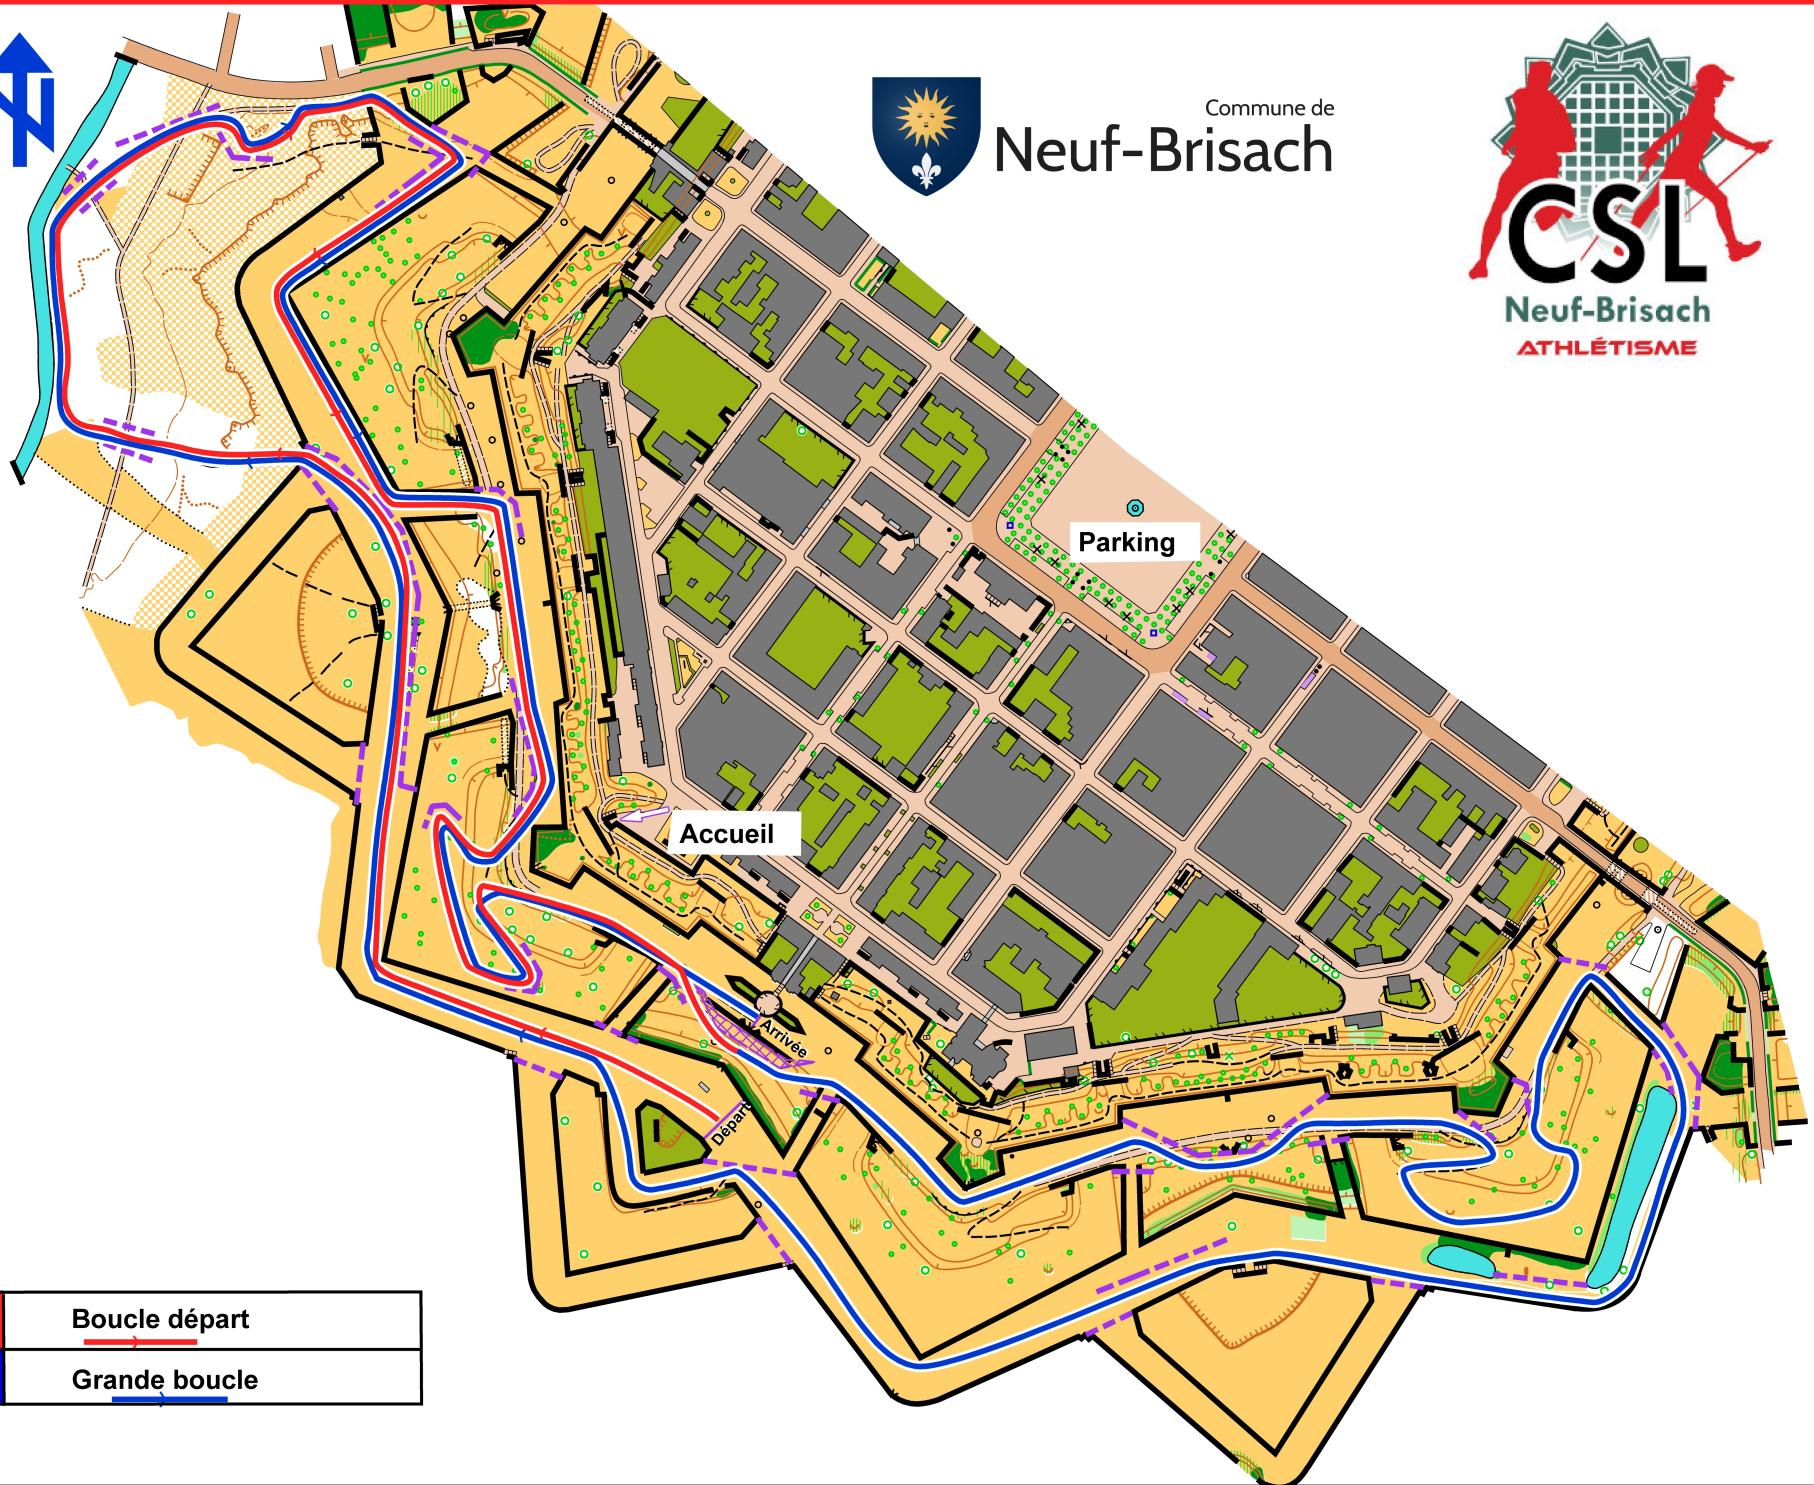 Commune de
Neuf-Brisach
CSL
Neuf-Brisach
ATHLÉTISME
Parking
Accueil
Arrivée
Départ
Boucle départ
Grande boucle